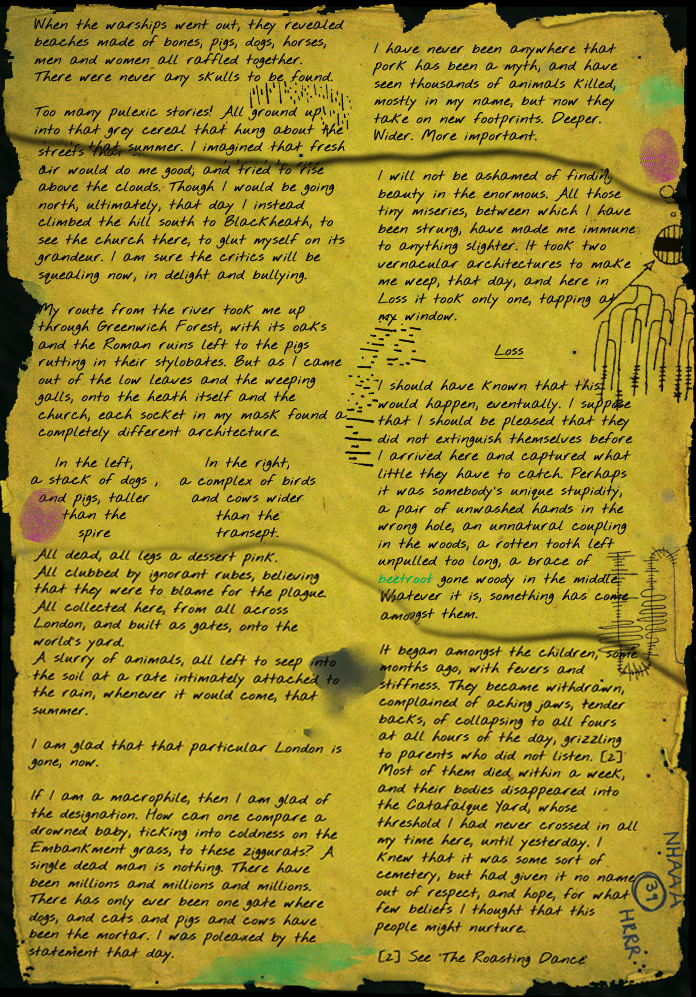 When the warships went out, they revealed
beaches made of bones, pigs, dogs, horses,
men and women all raffled together.
There were never any skulls to be found.
Too many pulexic stories! All ground up
into that grey cereal that hung about the
streets that summer. I imagined that fresh
air would do me good, and tried to rise
above the clouds. Though I would be going
north, ultimately, that day I instead
climbed the hill south to Blackheath, to
see the church there, to glut myself on its
grandeur. I am sure the critics will be
squealing now, in delight and bullying.
My route from the river took me up
through Greenwich Forest, with its oaks
and the Roman ruins left to the pigs
rutting in their stylobates. But as I came
out of the low leaves and the weeping
galls, onto the heath itself and the
church, each socket in my mask found a
completely different architecture.
In the left,
a stack of dogs,
and pigs, taller
than the
spire
In the right,
a complex of birds
and cows wider
than the
transept.
All dead, all legs a dessert pink.
All clubbed by ignorant rubes, believing
that they were to blame for the plague.
All collected here, from all across
London, and built as gates, onto the
world's yard.
A slurry of animals, all left to seep into
the soil at a rate intimately attached to
the rain, whenever it would come, that
summer.
I am glad that that particular London is
gone, now.
If I am a macrophile, then I am glad of
the designation. How can one compare a
drowned baby, ticking into coldness on the
Embankment grass, to these ziggurats? A
single dead man is nothing. There have
been millions and millions and millions.
There has only ever been one gate where
dogs, and cats and pigs and cows have
been the mortar. I was poleaxed by the
statement that day.
I have never been anywhere that
pork has been a myth, and have
seen thousands of animals killed,
mostly in my name, but now they
take on new footprints. Deeper.
Wider. More important.
I will not be ashamed of finding
beauty in the enormous. All those
tiny miseries, between which I have
been strung, have made me immune
to anything slighter. It took two
vernacular architectures to make
me weep, that day, and here in
Loss it took only one, tapping at
my window.
Loss
I should have known that this
would happen, eventually. I suppose
that I should be pleased that they
did not extinguish themselves before
I arrived here and captured what
little they have to catch. Perhaps
it was somebody's unique stupidity,
a pair of unwashed hands in the
wrong hole, an unnatural coupling
in the woods, a rotten tooth left
unpulled too long, a brace of
beetroot gone woody in the middle.
Whatever it is, something has come
amongst them.
It began amongst the children, some
months ago, with fevers and
stiffness. They became withdrawn,
complained of aching jaws, tender
backs, of collapsing to all fours
at all hours of the day, grizzling
to parents who did not listen. [2]
Most of them died within a week,
and their bodies disappeared into
the Catafalque Yard, whose
threshold I had never crossed in all
my time here, until yesterday. I
knew that it was some sort of
cemetery, but had given it no name
out of respect, and hope, for what
few beliefs I thought that this
people might nurture.
[2] See 'The Roasting Dance'
NHAAAA
39
HRRR